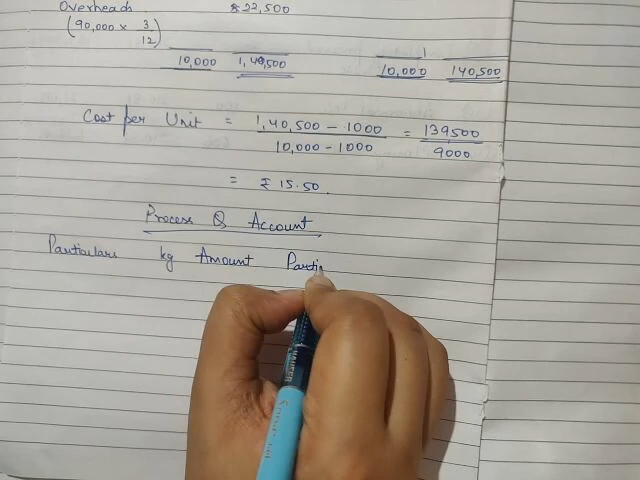 Overheads ₹22,500
(90,000 × 3/12)
10,000 1,40,500 10,000 140,500
Cost per Unit = 1,40,500 - 1000 / 10,000 - 1000 = 139500 / 9000
= ₹ 15.50.
Process Q Account
Particulars kg Amount Parti